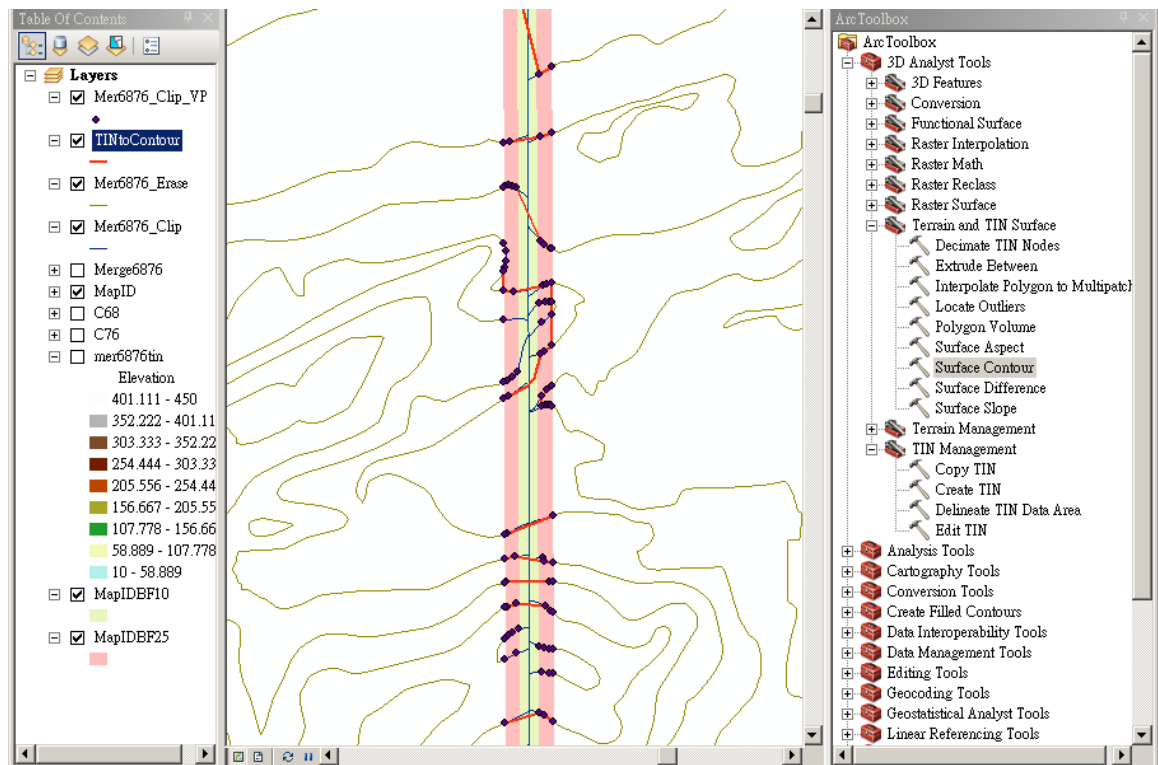 Table Of Contents
Layers
Mer6876_Clip_VP
TINtoContour
Mer6876_Erase
Mer6876_Clip
Merge6876
MapID
C68
C76
mer6876tin
Elevation
401.111 - 450
352.222 - 401.11
303.333 - 352.22
254.444 - 303.33
205.556 - 254.44
156.667 - 205.55
107.778 - 156.66
58.889 - 107.778
10 - 58.889
MapIDBF10
MapIDBF25
ArcToolbox
ArcToolbox
3D Analyst Tools
3D Features
Conversion
Functional Surface
Raster Interpolation
Raster Math
Raster Reclass
Raster Surface
Terrain and TIN Surface
Decimate TIN Nodes
Extrude Between
Interpolate Polygon to Multipatch
Locate Outliers
Polygon Volume
Surface Aspect
Surface Contour
Surface Difference
Surface Slope
Terrain Management
TIN Management
Copy TIN
Create TIN
Delineate TIN Data Area
Edit TIN
Analysis Tools
Cartography Tools
Conversion Tools
Create Filled Contours
Data Interoperability Tools
Data Management Tools
Editing Tools
Geocoding Tools
Geostatistical Analyst Tools
Linear Referencing Tools